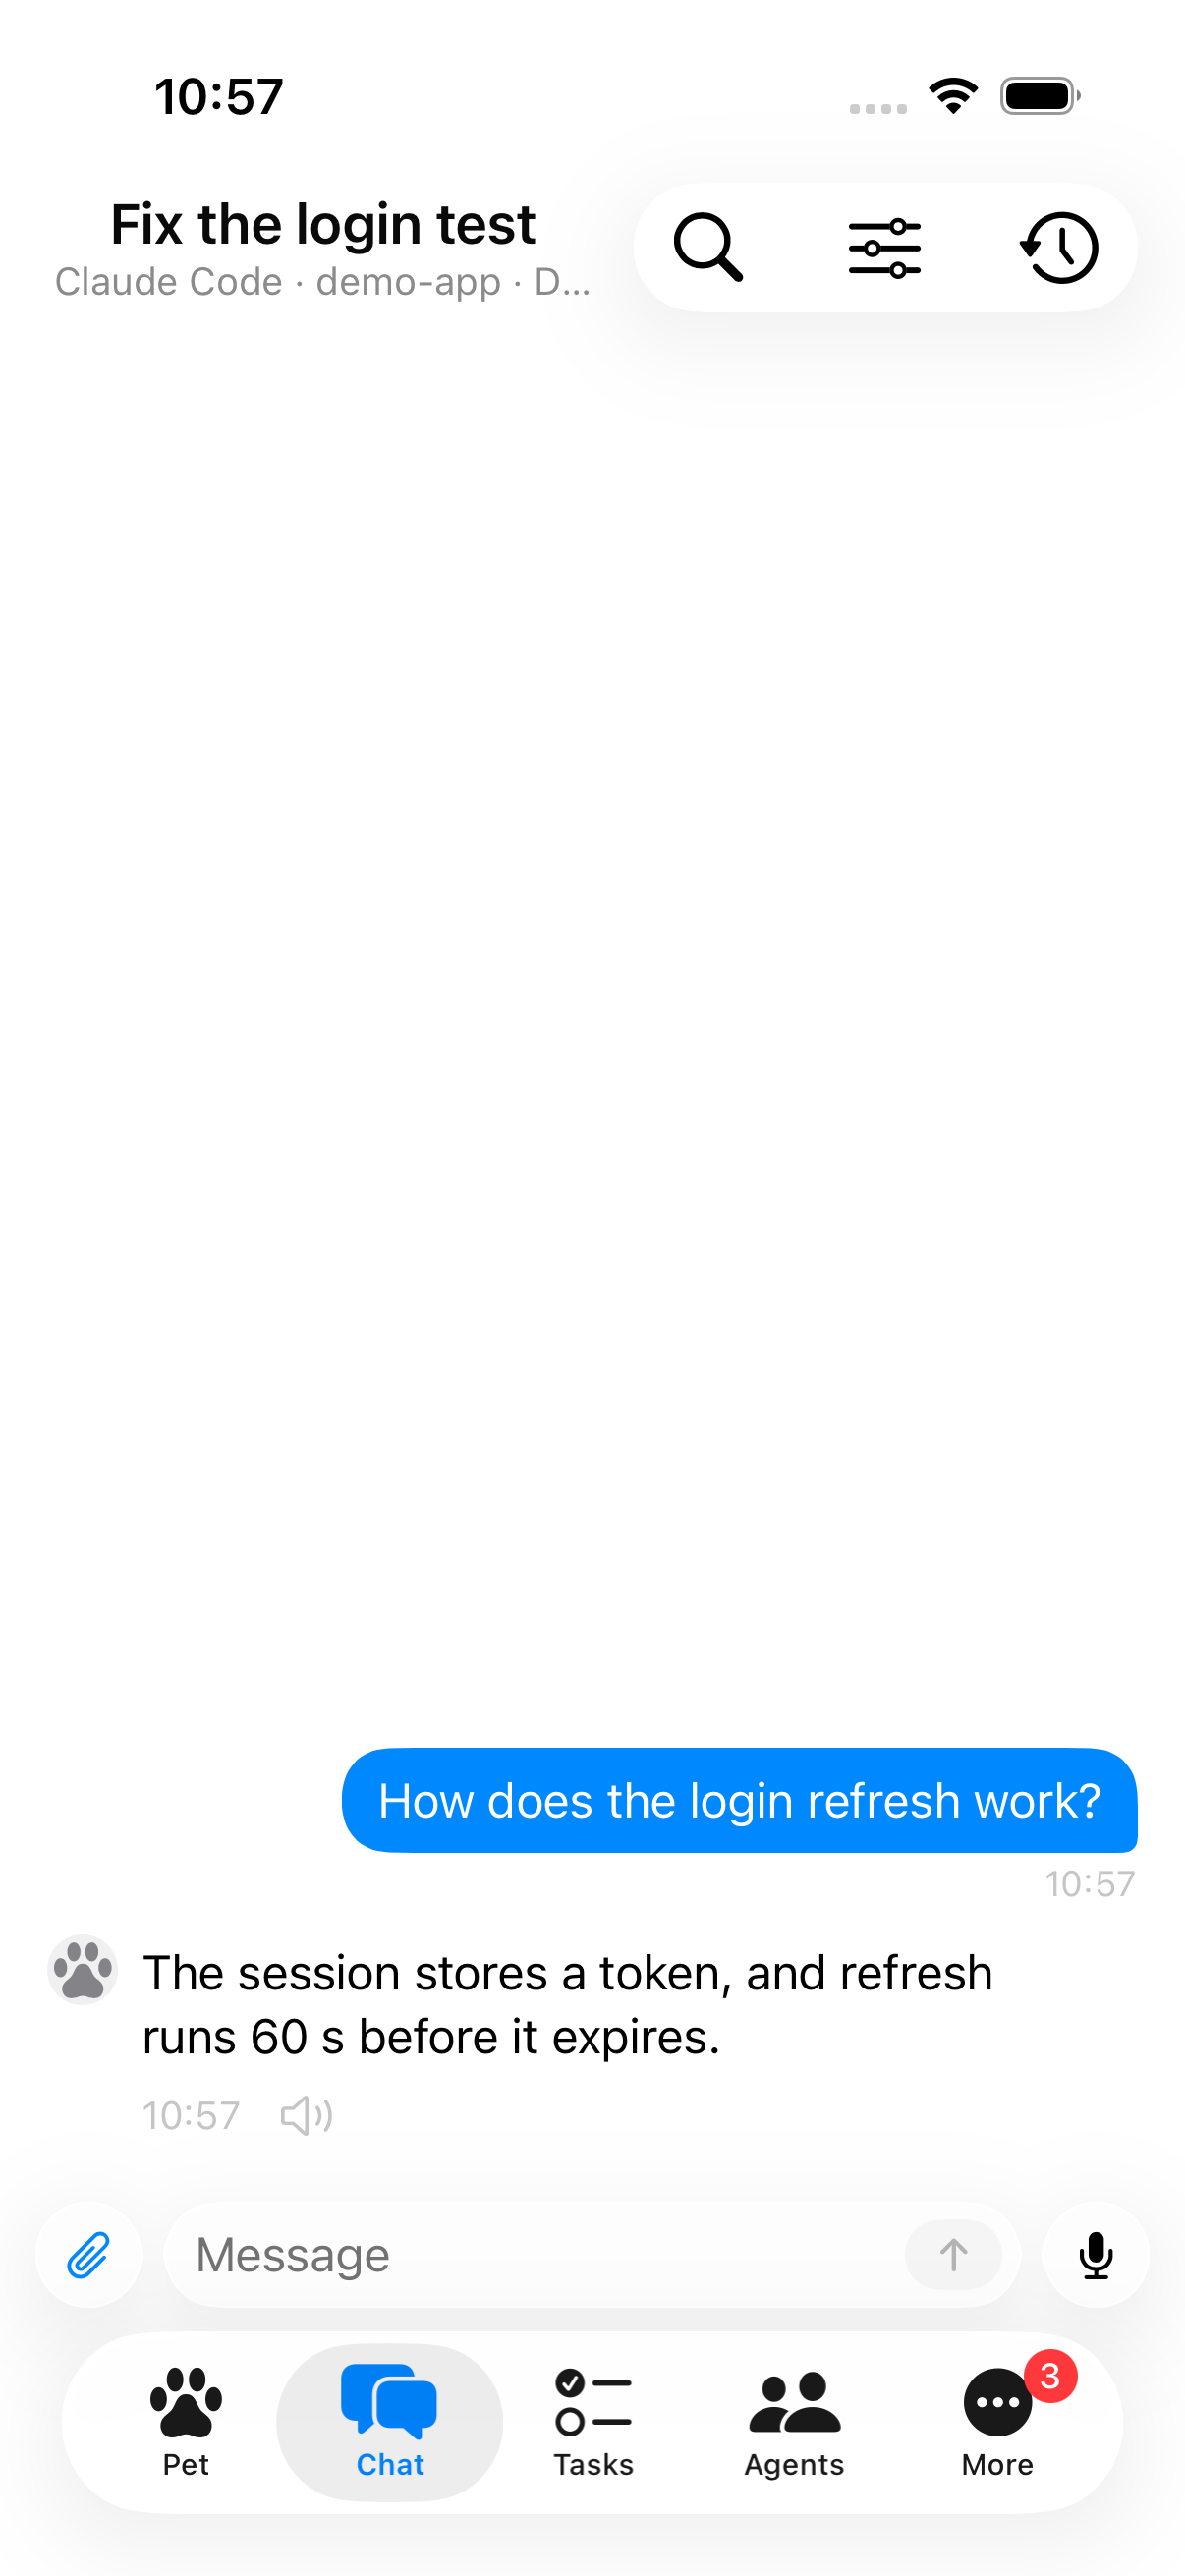 10:57
Fix the login test
Claude Code · demo-app · D...
How does the login refresh work?
10:57
The session stores a token, and refresh
runs 60 s before it expires.
10:57
Message
3
Pet
Chat
Tasks
Agents
More